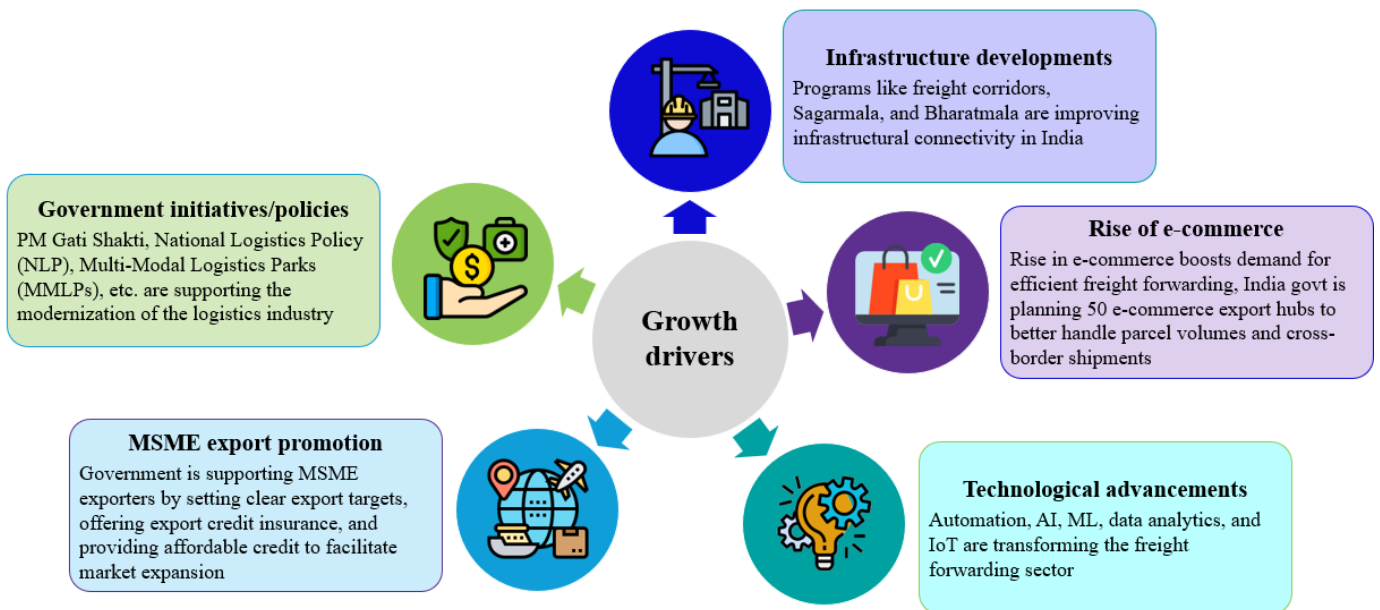 Infrastructure developments
Programs like freight corridors,
Sagarmala, and Bharatmala are improving
infrastructural connectivity in India
Government initiatives/policies
PM Gati Shakti, National Logistics Policy
(NLP), Multi-Modal Logistics Parks
(MMLPs), etc. are supporting the
modernization of the logistics industry
$
Rise of e-commerce
Rise in e-commerce boosts demand for
efficient freight forwarding, India govt is
planning 50 e-commerce export hubs to
better handle parcel volumes and cross-
border shipments
Growth
drivers
MSME export promotion
Government is supporting MSME
exporters by setting clear export targets,
offering export credit insurance, and
providing affordable credit to facilitate
market expansion
Technological advancements
Automation, AI, ML, data analytics, and
IoT are transforming the freight
forwarding sector